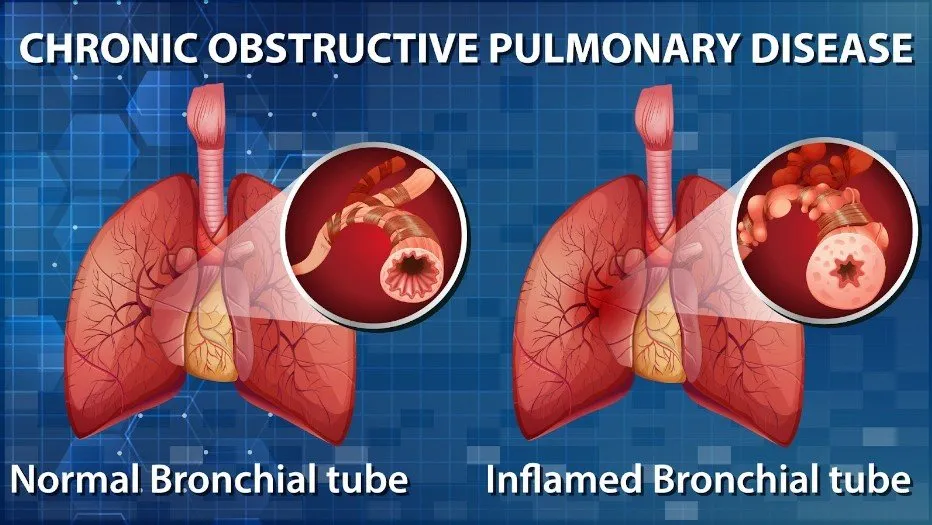 CHRONIC OBSTRUCTIVE PULMONARY DISEASE
Normal Bronchial tube
Inflamed Bronchial tube